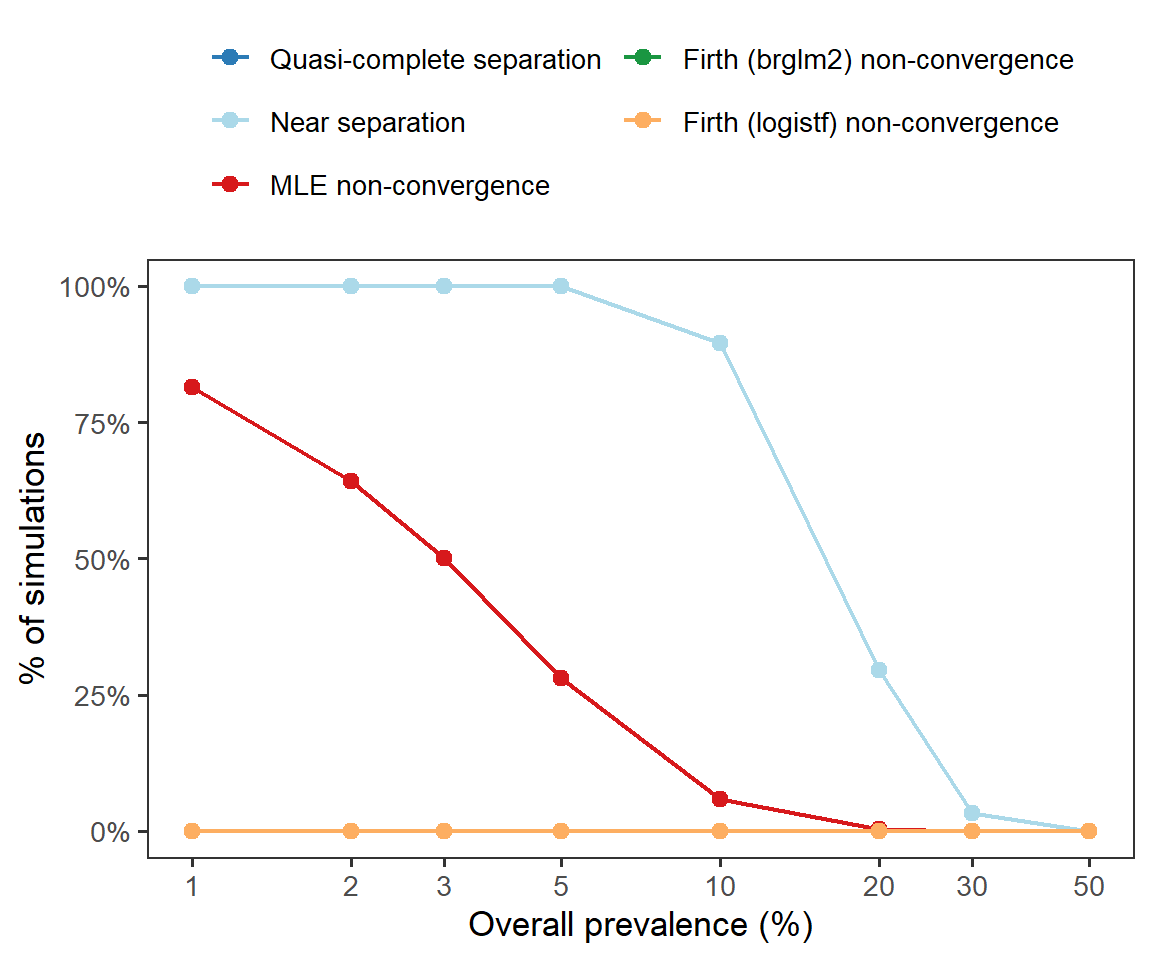 Quasi-complete separation
Firth (brglm2) non-convergence
Near separation
Firth (logistf) non-convergence
MLE non-convergence
100%
75%
50%
25%
0%
% of simulations
1 2 3 5 10 20 30 50
Overall prevalence (%)